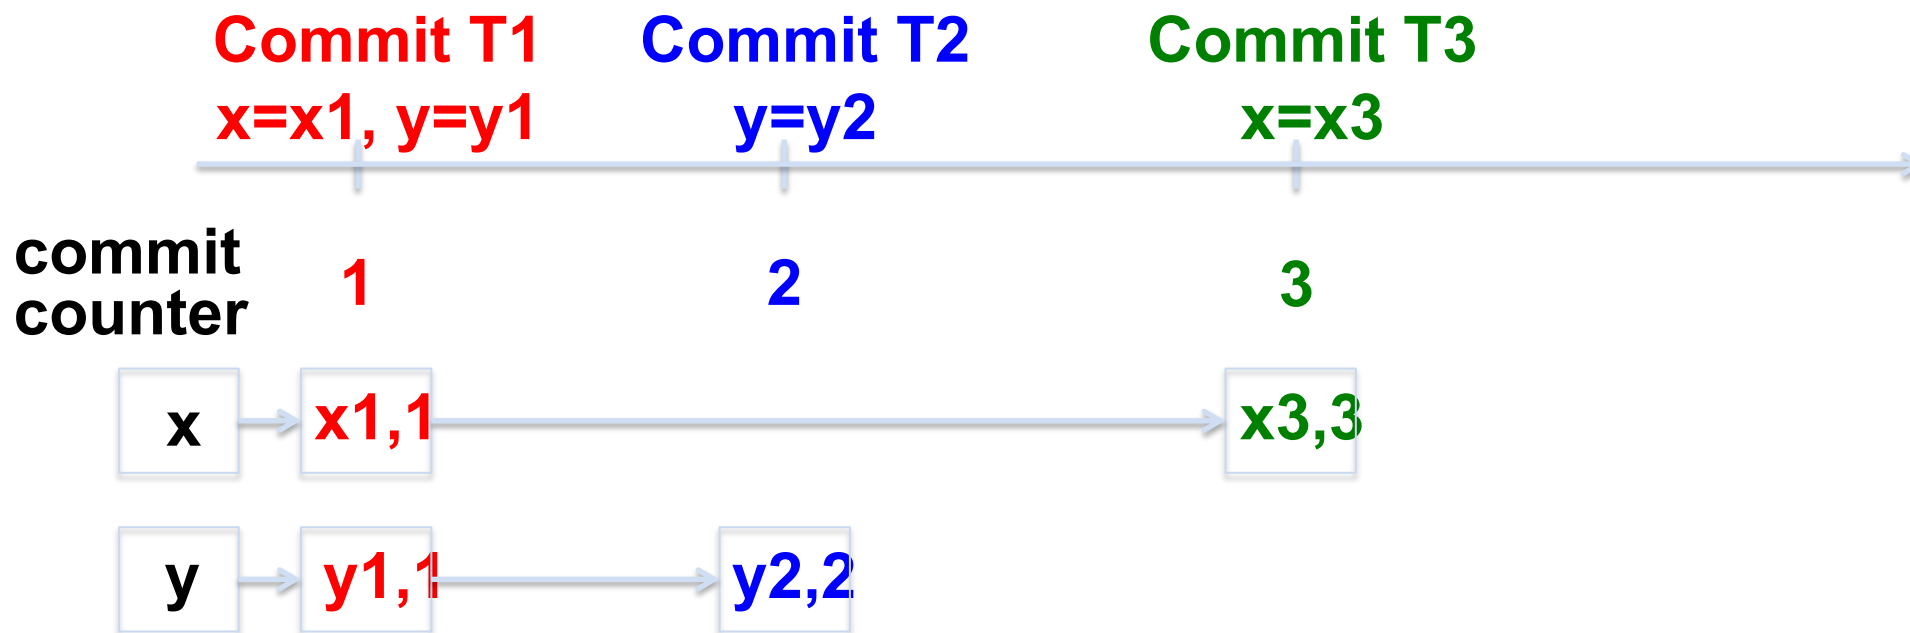 Commit T1
x=x1, y=y1
Commit T2
y=y2
Commit T3
x=x3
commit
counter
1
2
3
x
x1,1
x3,3
y
y1,1
y2,2